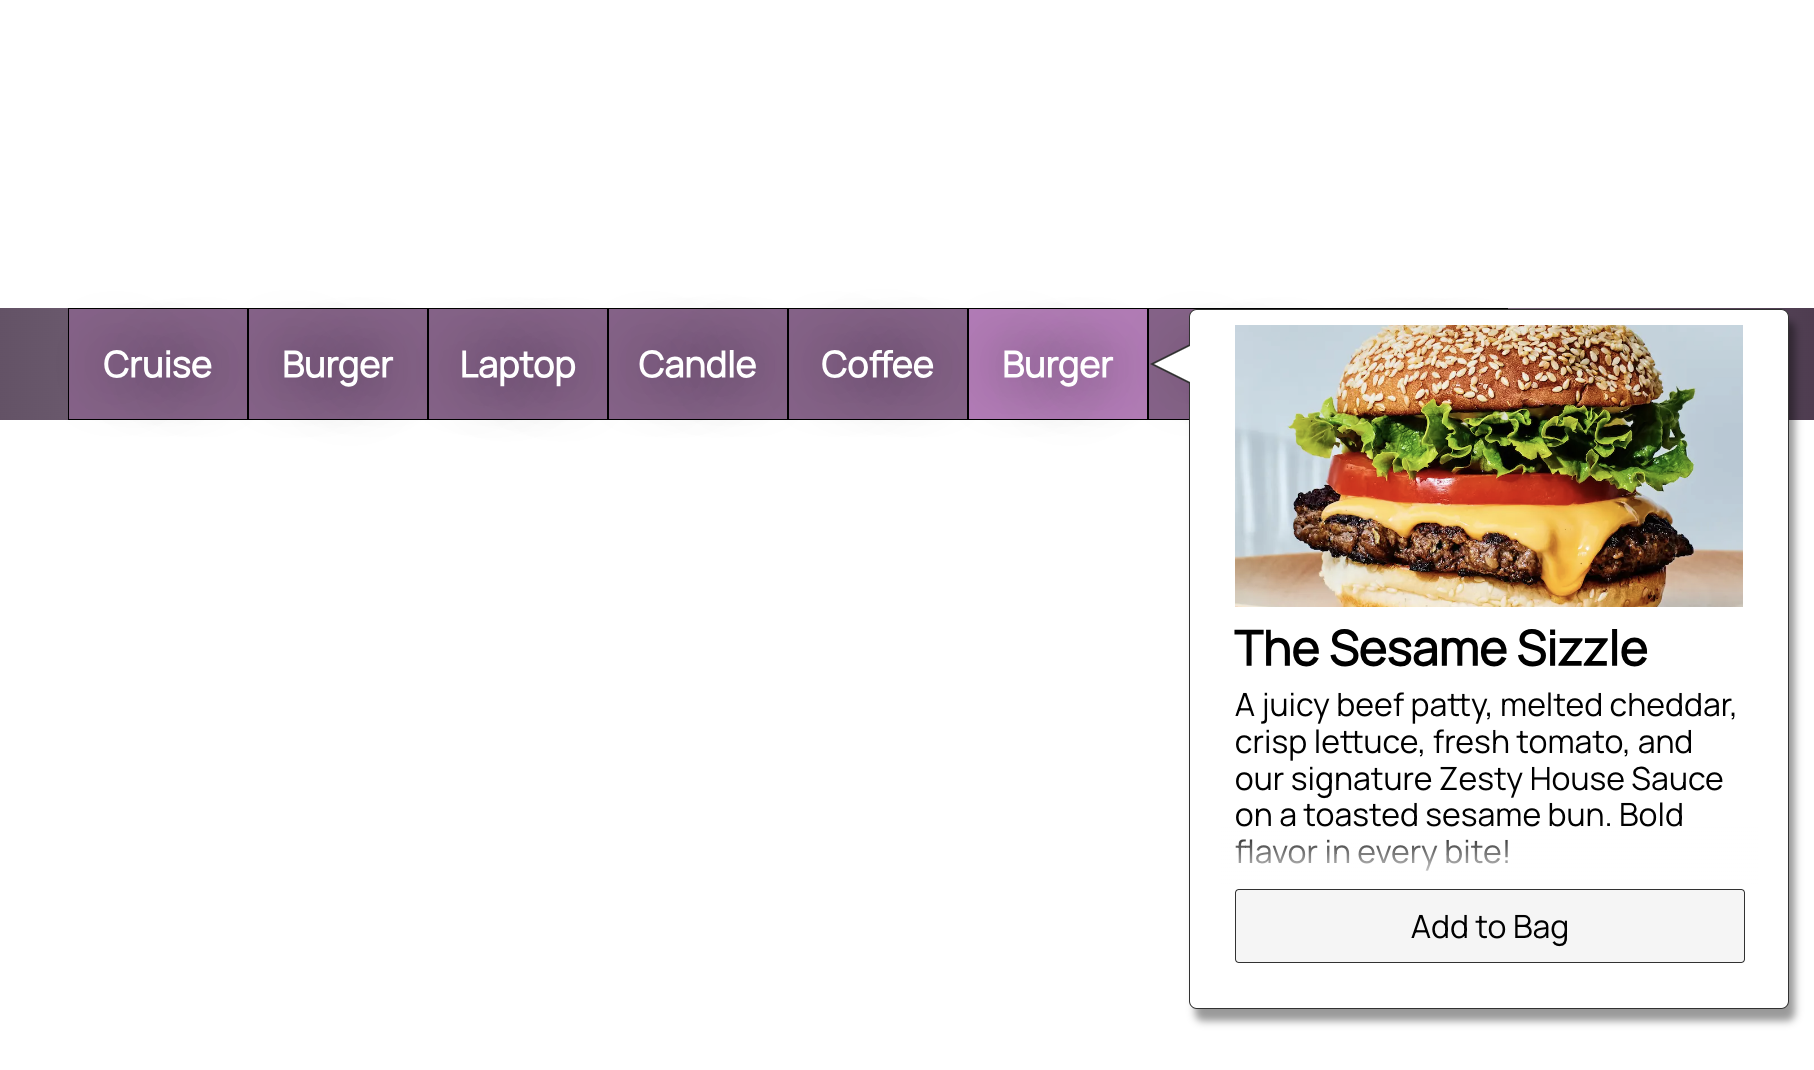 Cruise
Burger
Laptop
Candle
Coffee
Burger
The Sesame Sizzle
A juicy beef patty, melted cheddar,
crisp lettuce, fresh tomato, and
our signature Zesty House Sauce
on a toasted sesame bun. Bold
flavor in every bite!
Add to Bag